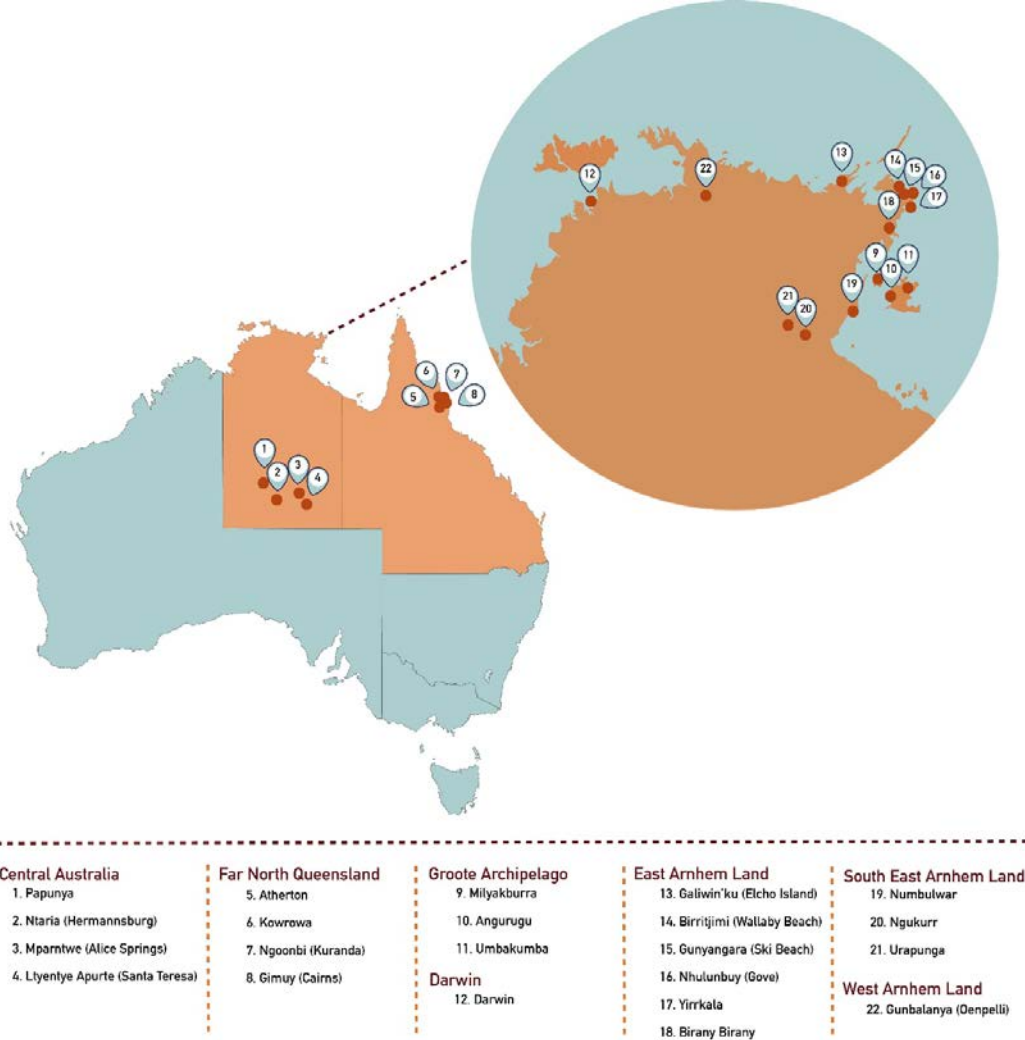 13
14
15
16
12
22
17
18
9
11
10
19
21
20
6
7
5
8
1
3
2
4
Central Australia
1. Papunya
2. Ntaria (Hermannsburg)
3. Mparntwe (Alice Springs)
4. Ltyentye Apurte (Santa Teresa)
Far North Queensland
5. Atherton
6. Kowrowa
7. Ngoonbi (Kuranda)
8. Gimuy (Cairns)
Groote Archipelago
9. Milyakburra
10. Angurugu
11. Umbakumba
Darwin
12. Darwin
East Arnhem Land
13. Galiwin'ku (Elcho Island)
14. Birritjimi (Wallaby Beach)
15. Gunyangara (Ski Beach)
16. Nhulunbuy (Gove)
17. Yirrkala
18. Birany Birany
South East Arnhem Land
19. Numbulwar
20. Ngukurr
21. Urapunga
West Arnhem Land
22. Gunbalanya (Oenpelli)